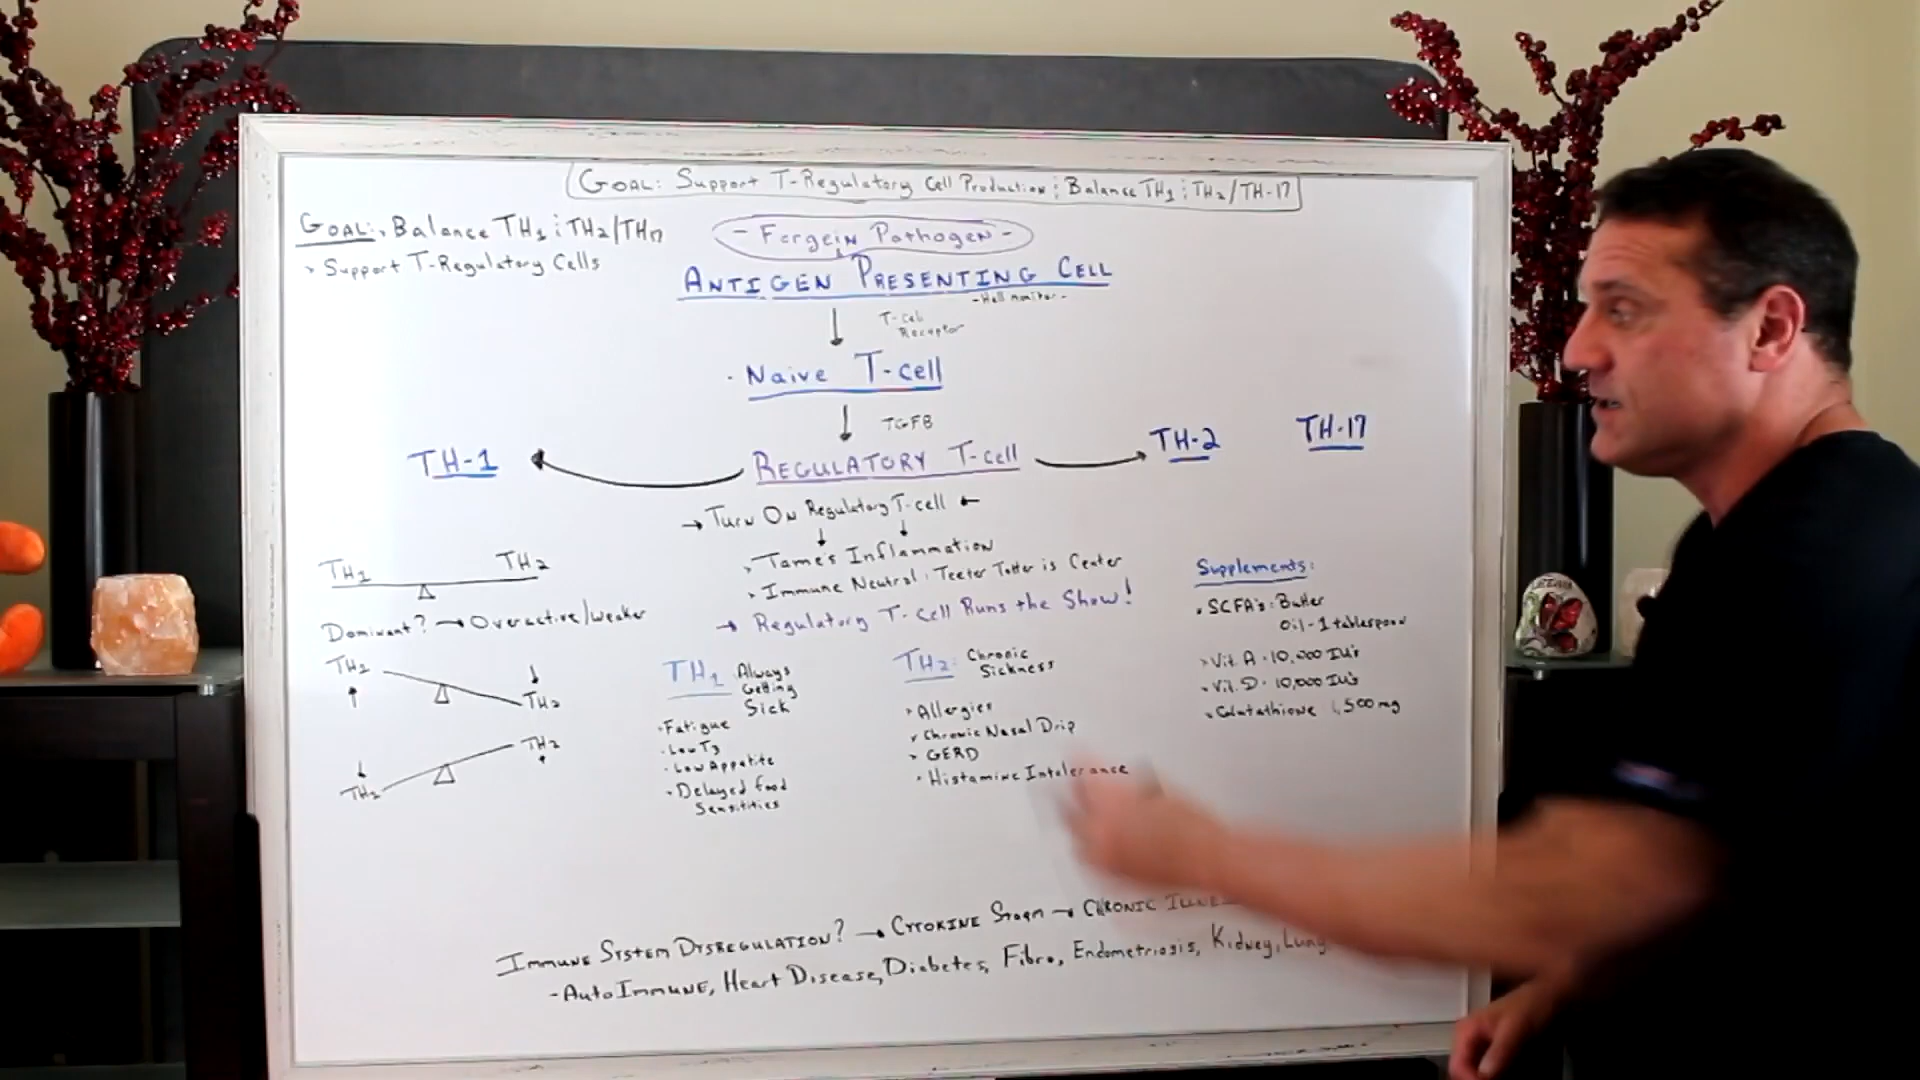 GOAL: Support T-Regulatory Cell Production: Balance TH1: TH2/TH-17
GOAL: Balance TH1: TH2/TH17
> Support T-Regulatory Cells
- Forgein Pathogen -
ANTIGEN PRESENTING CELL
- Hall monitor -
T-cell
Receptor
· Naive T-cell
TGFB
TH-1
REGULATORY T-cell
TH-2
TH-17
→ Turn On Regulatory T-cell ←
> Tame's Inflammation
> Immune Neutral: Teeter Totter is Center
→ Regulatory T-Cell Runs the Show!
TH1 TH2
Dominant? → Overactive/weaker
TH1 ↑
↓ TH2
TH2 ↑
↓ TH1
TH1 Always
Getting
Sick
· Fatigue
· Low T3
· Low Appetite
· Delayed food
Sensitities
TH2: Chronic
Sickness
> Allergies
> Chronic Nasal Drip
> GERD
· Histamine Intolerance
Supplements:
· SCFA's: Butter
Oil - 1 tablespoon
> Vit. A · 10,000 IU's
> Vit. D · 10,000 IU's
> Glutathione 1,500 mg
IMMUNE SYSTEM DYSREGULATION? → CYTOKINE STORM → CHRONIC
- AutoIMMUNE, Heart Disease, Diabetes, Fibro, Endometriosis, Kidney, Lung